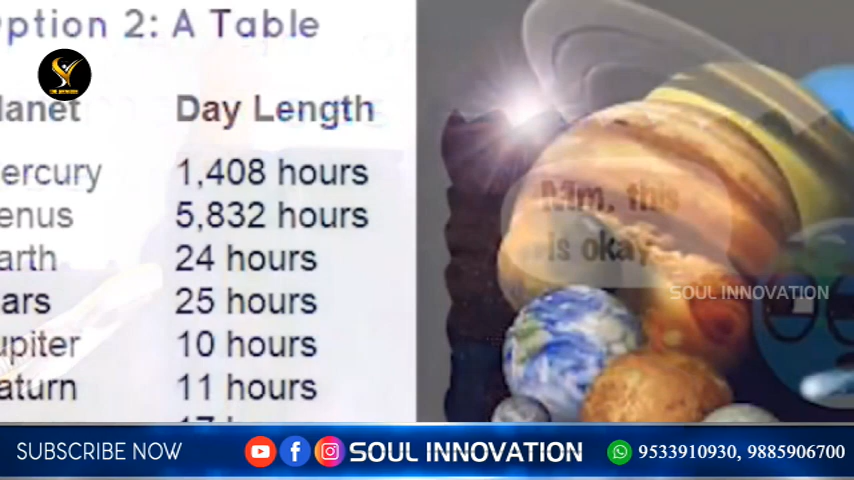 ption 2: A Table
lanet Day Length
ercury 1,408 hours
enus 5,832 hours
arth 24 hours
ars 25 hours
upiter 10 hours
aturn 11 hours
Mm, this
is okay
SOUL INNOVATION
SUBSCRIBE NOW SOUL INNOVATION 9533910930, 9885906700